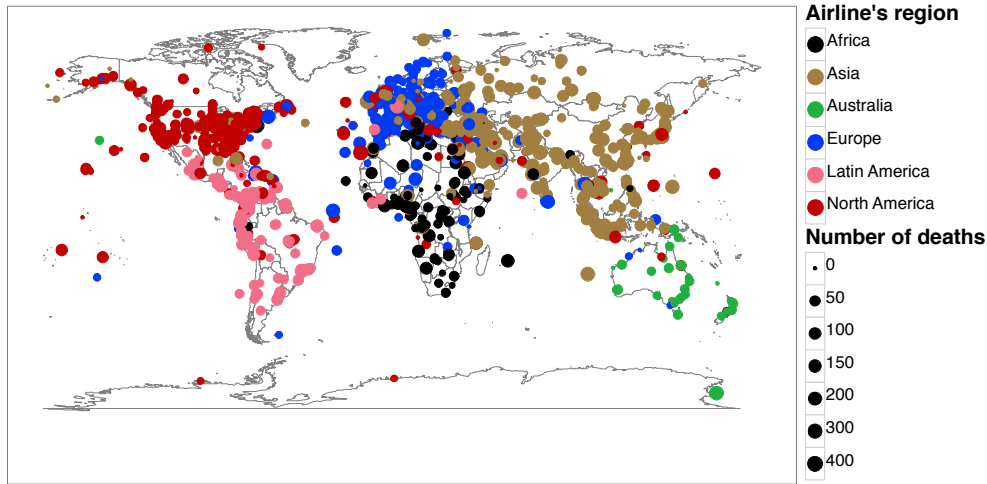 Airline's region
Africa
Asia
Australia
Europe
Latin America
North America
Number of deaths
0
50
100
150
200
300
400